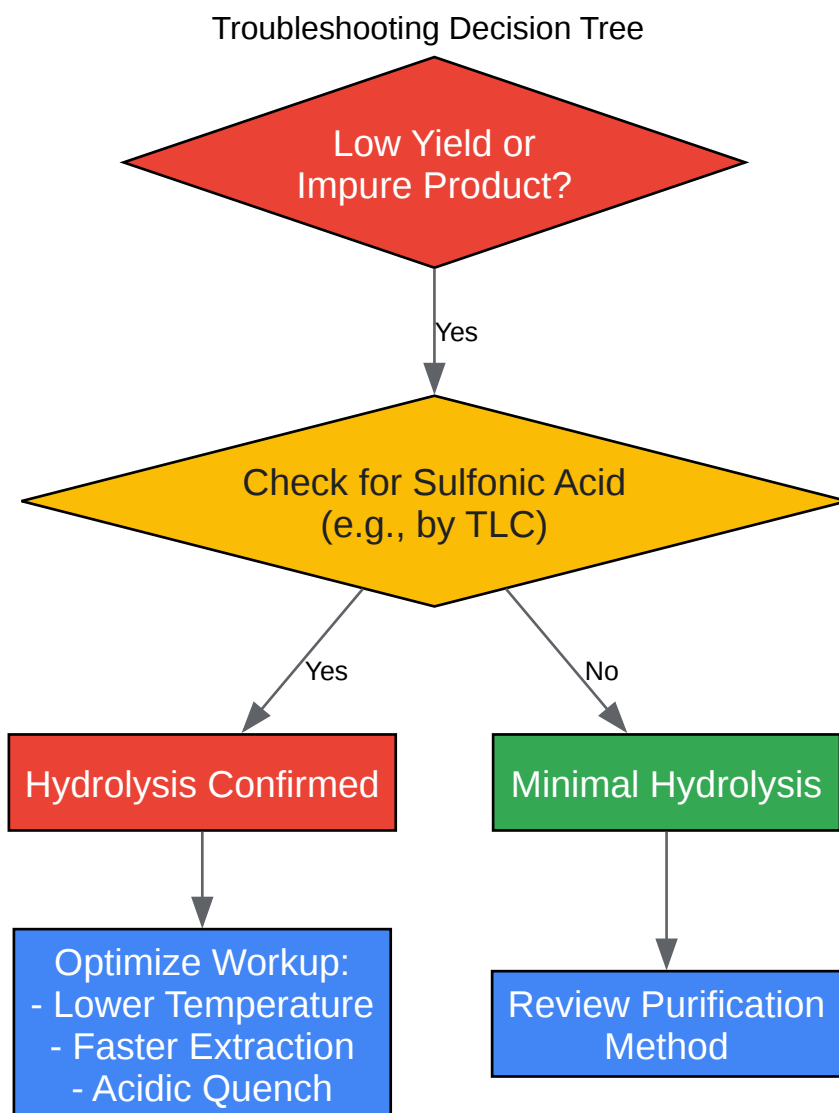 Troubleshooting Decision Tree
Low Yield or
Impure Product?
Yes
Check for Sulfonic Acid
(e.g., by TLC)
Yes
No
Hydrolysis Confirmed
Minimal Hydrolysis
Optimize Workup:
- Lower Temperature
- Faster Extraction
- Acidic Quench
Review Purification
Method